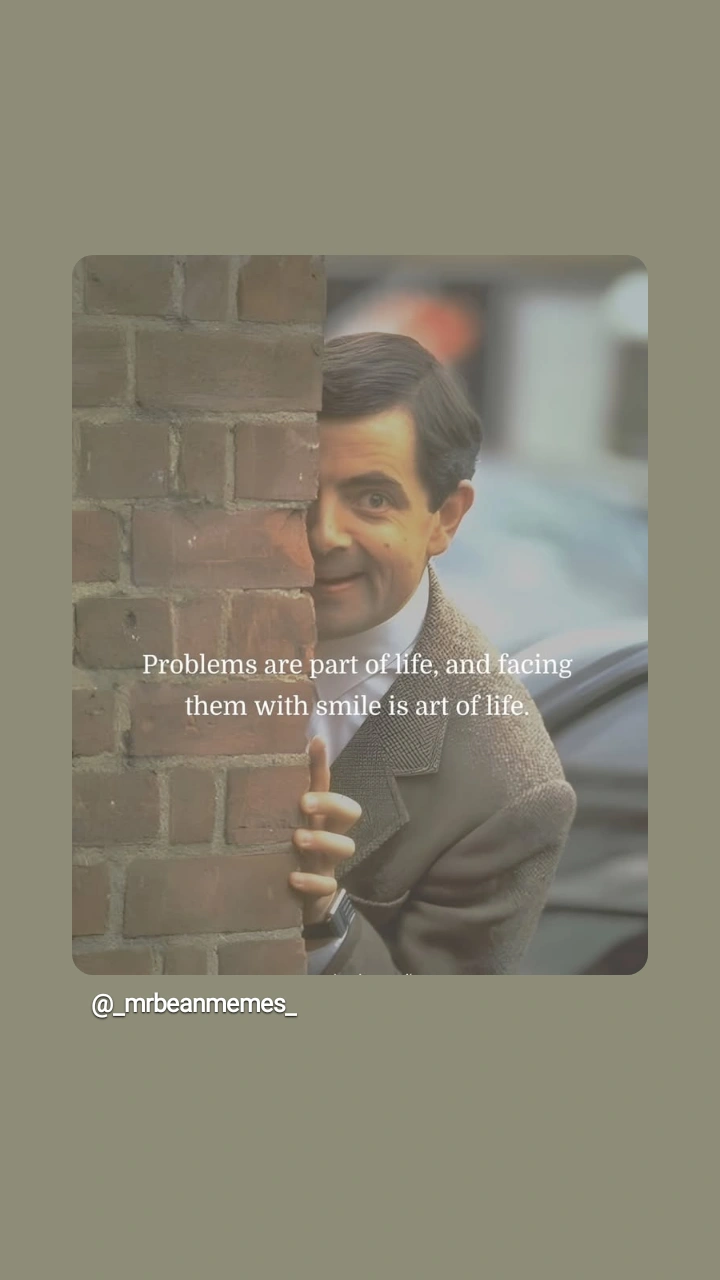 Problems are part of life, and facing
them with smile is art of life.
@_mrbeanmemes_